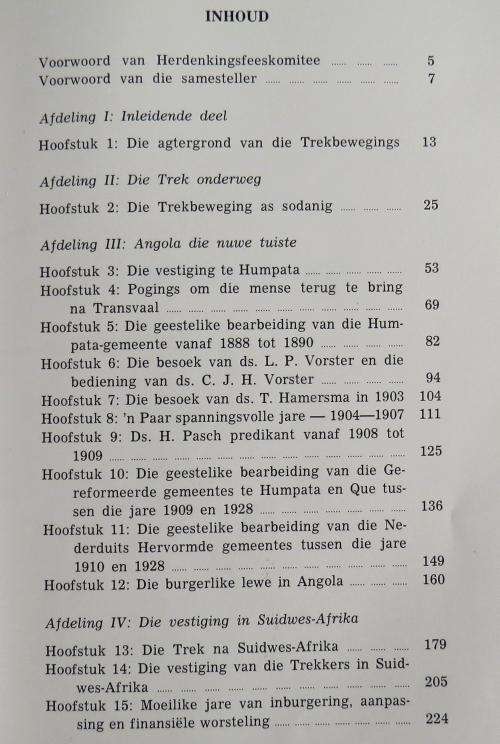 INHOUD
Voorwoord van Herdenkingsfeeskomitee ...... ...... ...... 5
Voorwoord van die samesteller ...... ...... ...... ...... ...... ...... 7
Afdeling I: Inleidende deel
Hoofstuk 1: Die agtergrond van die Trekbewegings 13
Afdeling II: Die Trek onderweg
Hoofstuk 2: Die Trekbeweging as sodanig ...... ...... ...... 25
Afdeling III: Angola die nuwe tuiste
Hoofstuk 3: Die vestiging te Humpata ...... ...... ...... ...... 53
Hoofstuk 4: Pogings om die mense terug te bring
na Transvaal ...... ...... ...... ...... ...... ...... ...... ...... ...... 69
Hoofstuk 5: Die geestelike bearbeiding van die Hum-
pata-gemeente vanaf 1888 tot 1890 ...... ...... ...... 82
Hoofstuk 6: Die besoek van ds. L. P. Vorster en die
bediening van ds. C. J. H. Vorster ...... ...... ...... 94
Hoofstuk 7: Die besoek van ds. T. Hamersma in 1903 104
Hoofstuk 8: 'n Paar spanningsvolle jare — 1904—1907 111
Hoofstuk 9: Ds. H. Pasch predikant vanaf 1908 tot
1909 ...... ...... ...... ...... ...... ...... ...... ...... ...... ...... ...... 125
Hoofstuk 10: Die geestelike bearbeiding van die Ge-
reformeerde gemeentes te Humpata en Que tus-
sen die jare 1909 en 1928 ...... ...... ...... ...... ...... 136
Hoofstuk 11: Die geestelike bearbeiding van die Ne-
derduits Hervormde gemeentes tussen die jare
1910 en 1928 ...... ...... ...... ...... ...... ...... ...... ...... ...... 149
Hoofstuk 12: Die burgerlike lewe in Angola ...... ...... 160
Afdeling IV: Die vestiging in Suidwes-Afrika
Hoofstuk 13: Die Trek na Suidwes-Afrika ...... ...... ...... 179
Hoofstuk 14: Die vestiging van die Trekkers in Suid-
wes-Afrika ...... ...... ...... ...... ...... ...... ...... ...... ...... ...... 205
Hoofstuk 15: Moeilike jare van inburgering, aanpas-
sing en finansiële worsteling ...... ...... ...... ...... ...... 224